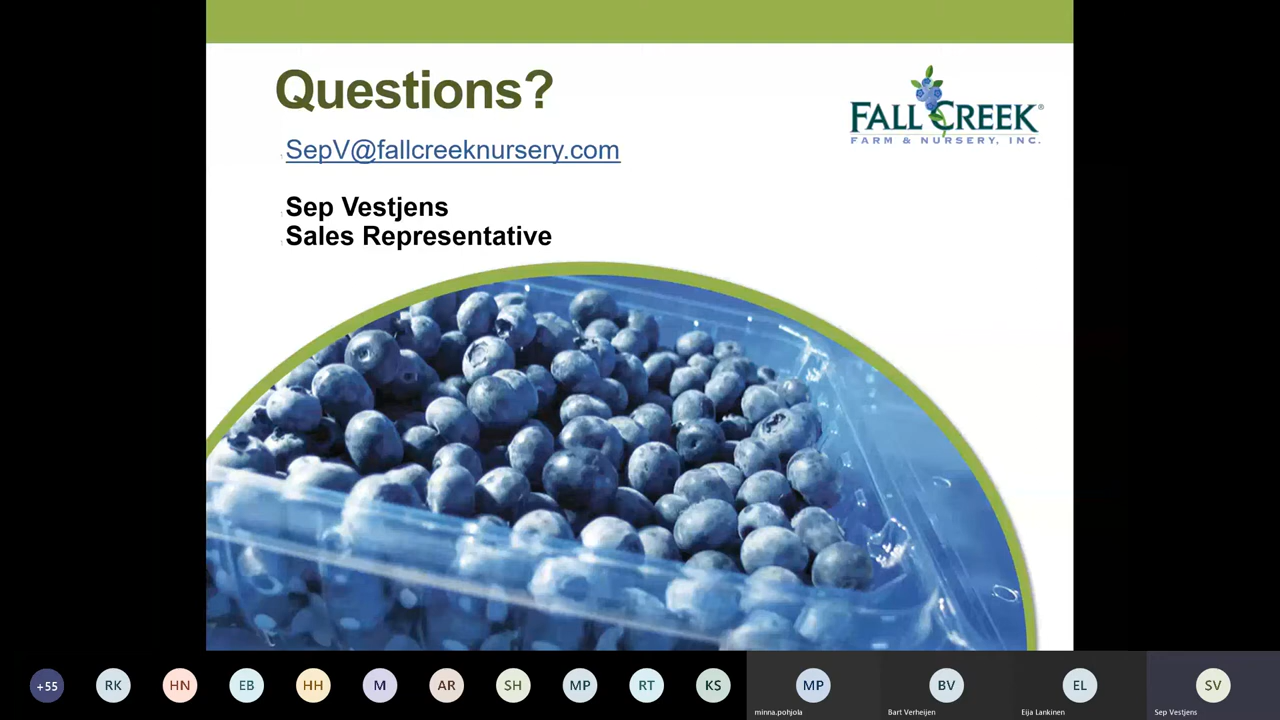 Questions?
FALL CREEK®
FARM & NURSERY, INC.
SepV@fallcreeknursery.com
Sep Vestjens
Sales Representative
+55
RK
HN
EB
HH
M
AR
SH
MP
RT
KS
MP
minna.pohjola
BV
Bart Verheijen
EL
Eija Lankinen
SV
Sep Vestjens